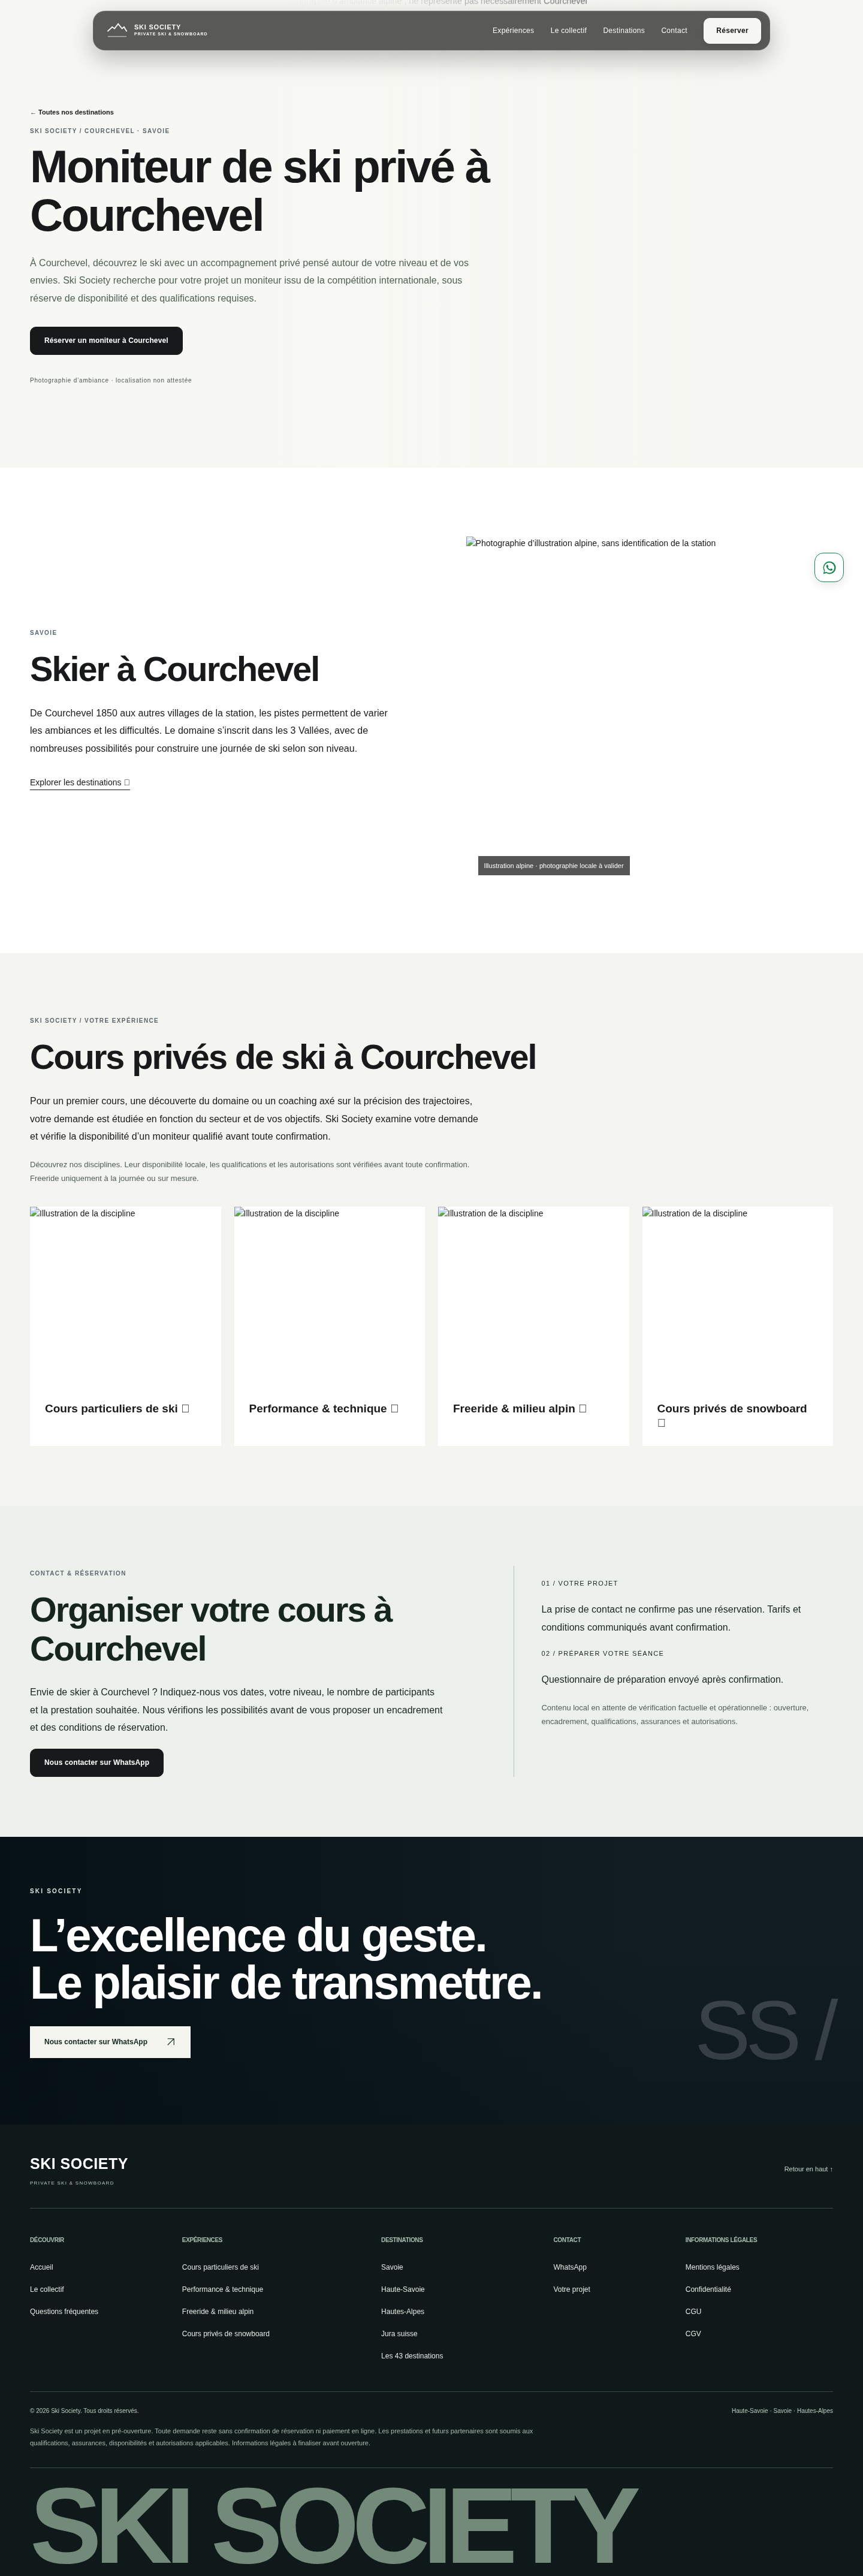 ne représente pas nécessairement Courchevel
SKI SOCIETY
PRIVATE SKI & SNOWBOARD
Expériences
Le collectif
Destinations
Contact
Réserver
← Toutes nos destinations
SKI SOCIETY / COURCHEVEL · SAVOIE
Moniteur de ski privé à
Courchevel
À Courchevel, découvrez le ski avec un accompagnement privé pensé autour de votre niveau et de vos
envies. Ski Society recherche pour votre projet un moniteur issu de la compétition internationale, sous
réserve de disponibilité et des qualifications requises.
Réserver un moniteur à Courchevel
Photographie d’ambiance · localisation non attestée
Photographie d’illustration alpine, sans identification de la station
SAVOIE
Skier à Courchevel
De Courchevel 1850 aux autres villages de la station, les pistes permettent de varier
les ambiances et les difficultés. Le domaine s’inscrit dans les 3 Vallées, avec de
nombreuses possibilités pour construire une journée de ski selon son niveau.
Explorer les destinations
Illustration alpine · photographie locale à valider
SKI SOCIETY / VOTRE EXPÉRIENCE
Cours privés de ski à Courchevel
Pour un premier cours, une découverte du domaine ou un coaching axé sur la précision des trajectoires,
votre demande est étudiée en fonction du secteur et de vos objectifs. Ski Society examine votre demande
et vérifie la disponibilité d’un moniteur qualifié avant toute confirmation.
Découvrez nos disciplines. Leur disponibilité locale, les qualifications et les autorisations sont vérifiées avant toute confirmation.
Freeride uniquement à la journée ou sur mesure.
Illustration de la discipline
Illustration de la discipline
Illustration de la discipline
Illustration de la discipline
Cours particuliers de ski
Performance & technique
Freeride & milieu alpin
Cours privés de snowboard
CONTACT & RÉSERVATION
Organiser votre cours à
Courchevel
Envie de skier à Courchevel ? Indiquez-nous vos dates, votre niveau, le nombre de participants
et la prestation souhaitée. Nous vérifions les possibilités avant de vous proposer un encadrement
et des conditions de réservation.
Nous contacter sur WhatsApp
01 / VOTRE PROJET
La prise de contact ne confirme pas une réservation. Tarifs et
conditions communiqués avant confirmation.
02 / PRÉPARER VOTRE SÉANCE
Questionnaire de préparation envoyé après confirmation.
Contenu local en attente de vérification factuelle et opérationnelle : ouverture,
encadrement, qualifications, assurances et autorisations.
SKI SOCIETY
L’excellence du geste.
Le plaisir de transmettre.
Nous contacter sur WhatsApp
SS /
SKI SOCIETY
PRIVATE SKI & SNOWBOARD
Retour en haut ↑
DÉCOUVRIR
Accueil
Le collectif
Questions fréquentes
EXPÉRIENCES
Cours particuliers de ski
Performance & technique
Freeride & milieu alpin
Cours privés de snowboard
DESTINATIONS
Savoie
Haute-Savoie
Hautes-Alpes
Jura suisse
Les 43 destinations
CONTACT
WhatsApp
Votre projet
INFORMATIONS LÉGALES
Mentions légales
Confidentialité
CGU
CGV
© 2026 Ski Society. Tous droits réservés.
Haute-Savoie · Savoie · Hautes-Alpes
Ski Society est un projet en pré-ouverture. Toute demande reste sans confirmation de réservation ni paiement en ligne. Les prestations et futurs partenaires sont soumis aux
qualifications, assurances, disponibilités et autorisations applicables. Informations légales à finaliser avant ouverture.
SKI SOCIETY